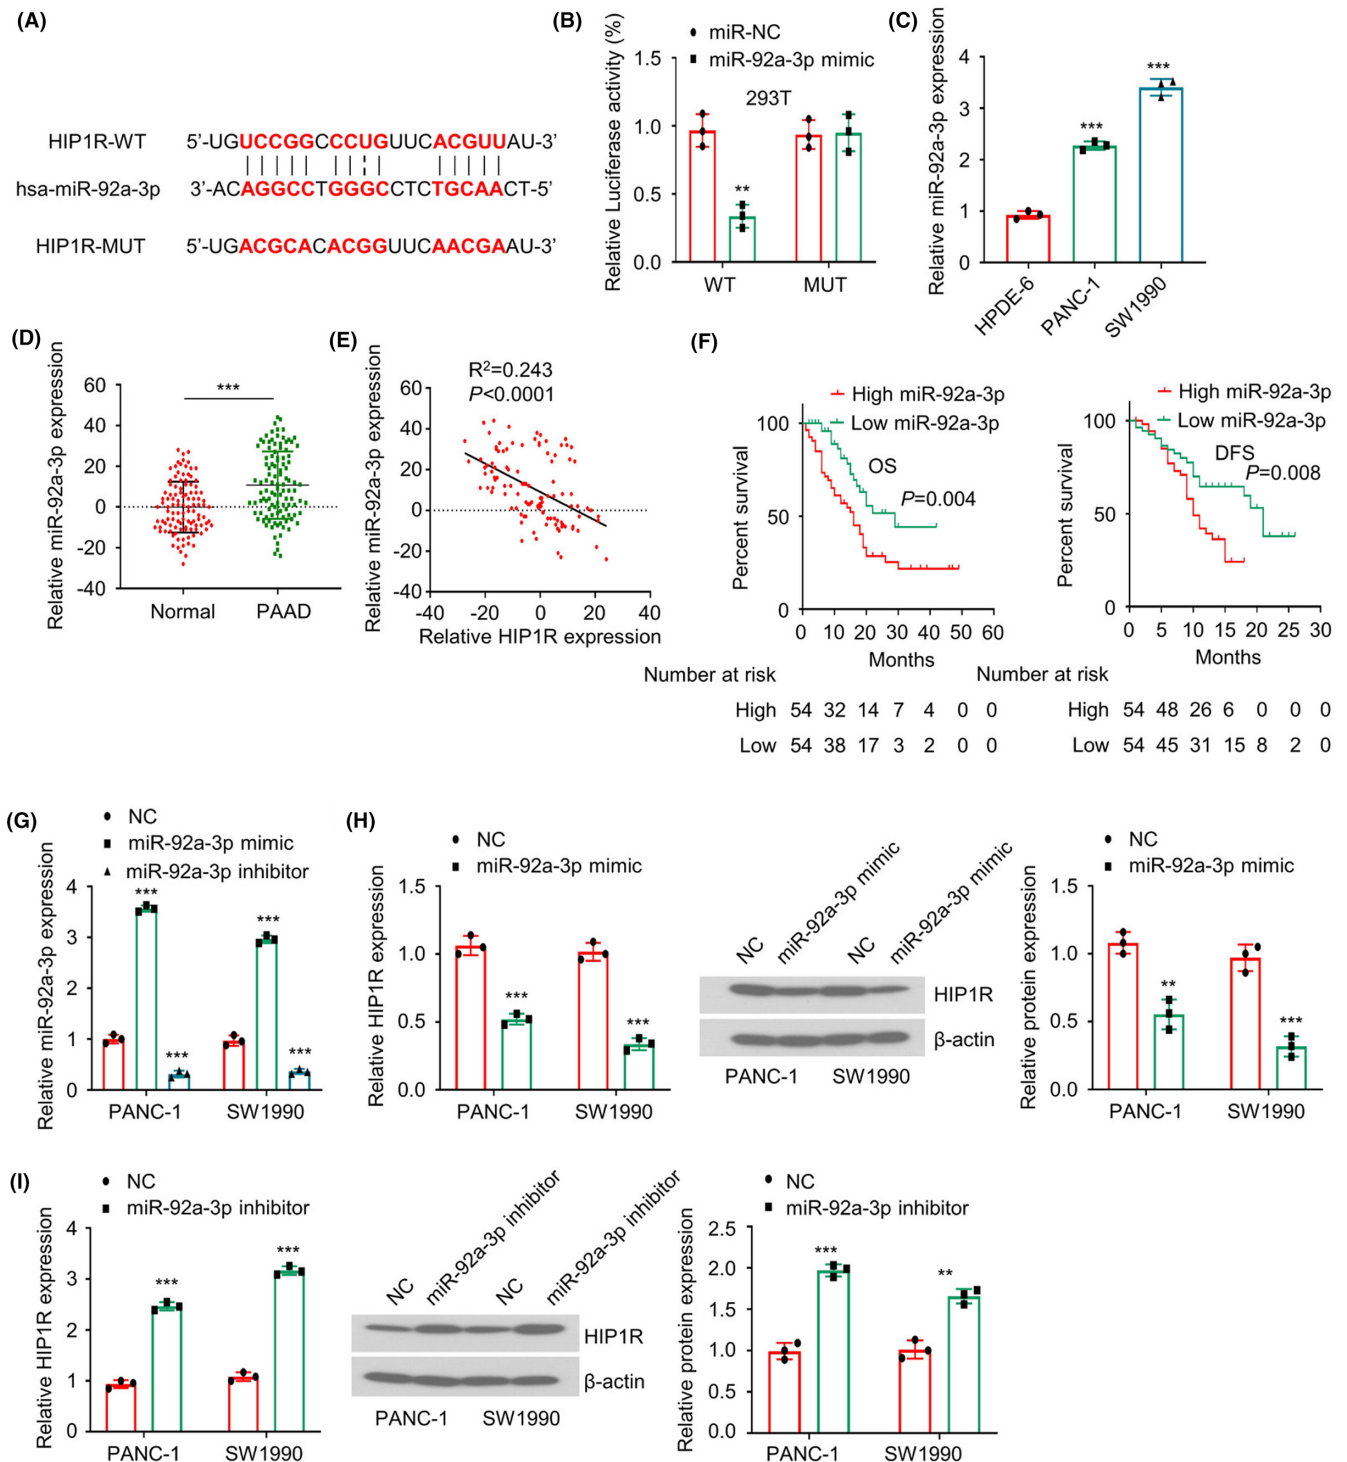 (A)
HIP1R-WT 5'-UGUCCGGCCCUGUUCACGUUAU-3'
hsa-miR-92a-3p 3'-ACAGGCCTGGGCCTCTGCAACT-5'
HIP1R-MUT 5'-UGACGCACACGGUUCAACGAAU-3'
(B)
miR-NC
miR-92a-3p mimic
293T
Relative Luciferase activity (%)
1.5
1.0
0.5
0.0
**
WT MUT
(C)
Relative miR-92a-3p expression
4
3
2
1
0
***
***
HPDE-6 PANC-1 SW1990
(D)
Relative miR-92a-3p expression
60
40
20
0
-20
-40
***
Normal PAAD
(E)
Relative miR-92a-3p expression
R²=0.243
P<0.0001
60
40
20
0
-20
-40
-40 -20 0 20 40
Relative HIP1R expression
(F)
High miR-92a-3p
Low miR-92a-3p
OS
P=0.004
Percent survival
100
50
0
0 10 20 30 40 50 60
Months
Number at risk
High 54 32 14 7 4 0 0
Low 54 38 17 3 2 0 0
High miR-92a-3p
Low miR-92a-3p
DFS
P=0.008
Percent survival
100
50
0
0 5 10 15 20 25 30
Months
Number at risk
High 54 48 26 6 0 0 0
Low 54 45 31 15 8 2 0
(G)
NC
miR-92a-3p mimic
miR-92a-3p inhibitor
Relative miR-92a-3p expression
4
3
2
1
0
***
***
***
***
PANC-1 SW1990
(H)
NC
miR-92a-3p mimic
Relative HIP1R expression
1.5
1.0
0.5
0.0
***
***
PANC-1 SW1990
NC miR-92a-3p mimic NC miR-92a-3p mimic
HIP1R
β-actin
PANC-1 SW1990
NC
miR-92a-3p mimic
Relative protein expression
1.5
1.0
0.5
0.0
**
***
PANC-1 SW1990
(I)
NC
miR-92a-3p inhibitor
Relative HIP1R expression
4
3
2
1
0
***
***
PANC-1 SW1990
NC miR-92a-3p inhibitor NC miR-92a-3p inhibitor
HIP1R
β-actin
PANC-1 SW1990
NC
miR-92a-3p inhibitor
Relative protein expression
2.5
2.0
1.5
1.0
0.5
0.0
***
**
PANC-1 SW1990